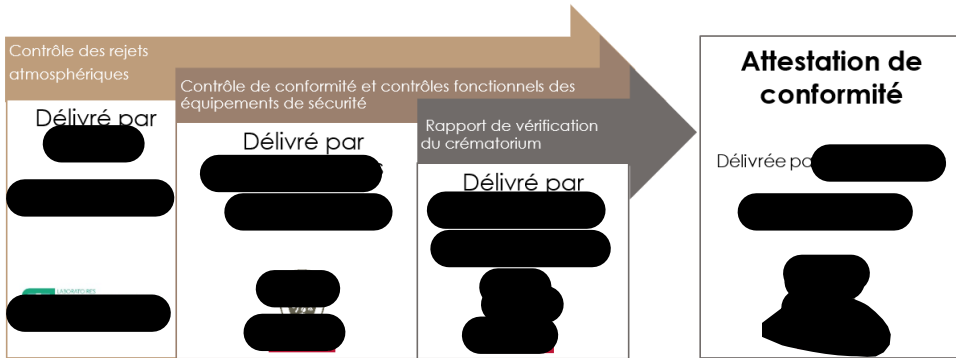 Contrôle des rejets
atmosphériques
Délivré par
Contrôle de conformité et contrôles fonctionnels des
équipements de sécurité
Délivré par
Rapport de vérification
du crématorium
Délivré par
Attestation de
conformité
Délivrée
LABORATOIRES